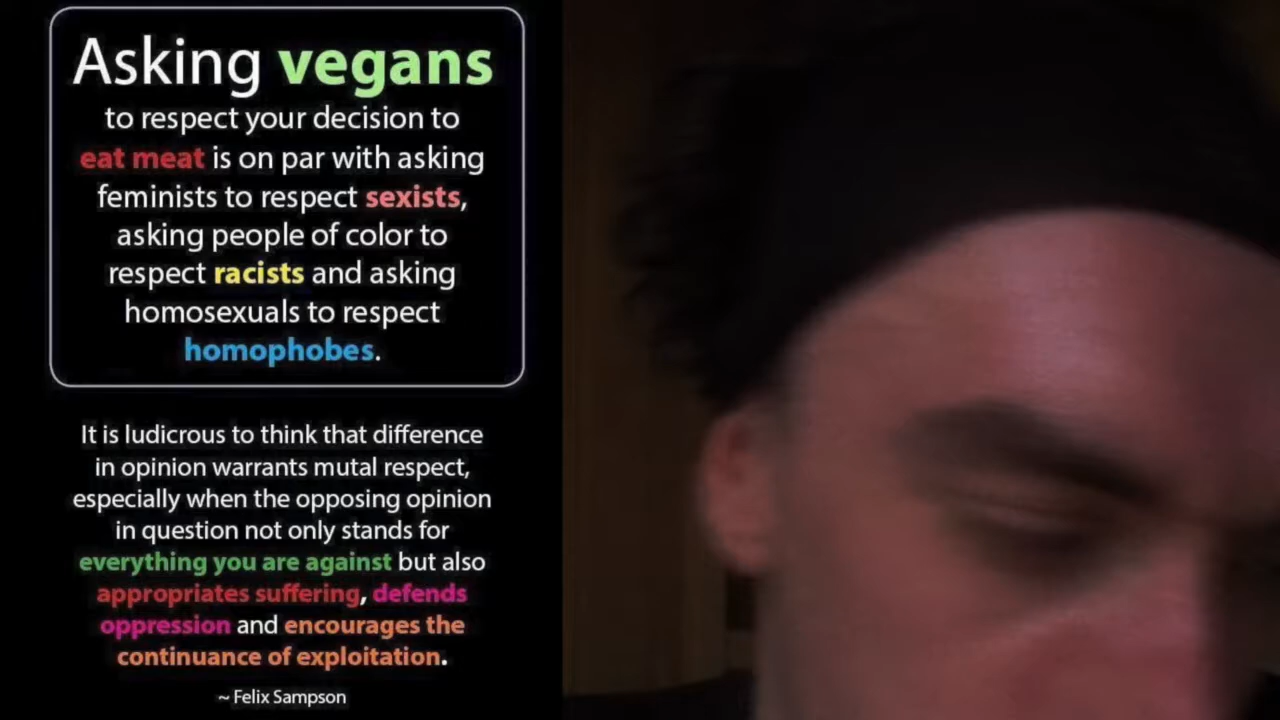 Asking vegans
to respect your decision to
eat meat is on par with asking
feminists to respect sexists,
asking people of color to
respect racists and asking
homosexuals to respect
homophobes.
It is ludicrous to think that difference
in opinion warrants mutal respect,
especially when the opposing opinion
in question not only stands for
everything you are against but also
appropriates suffering, defends
oppression and encourages the
continuance of exploitation.
~ Felix Sampson